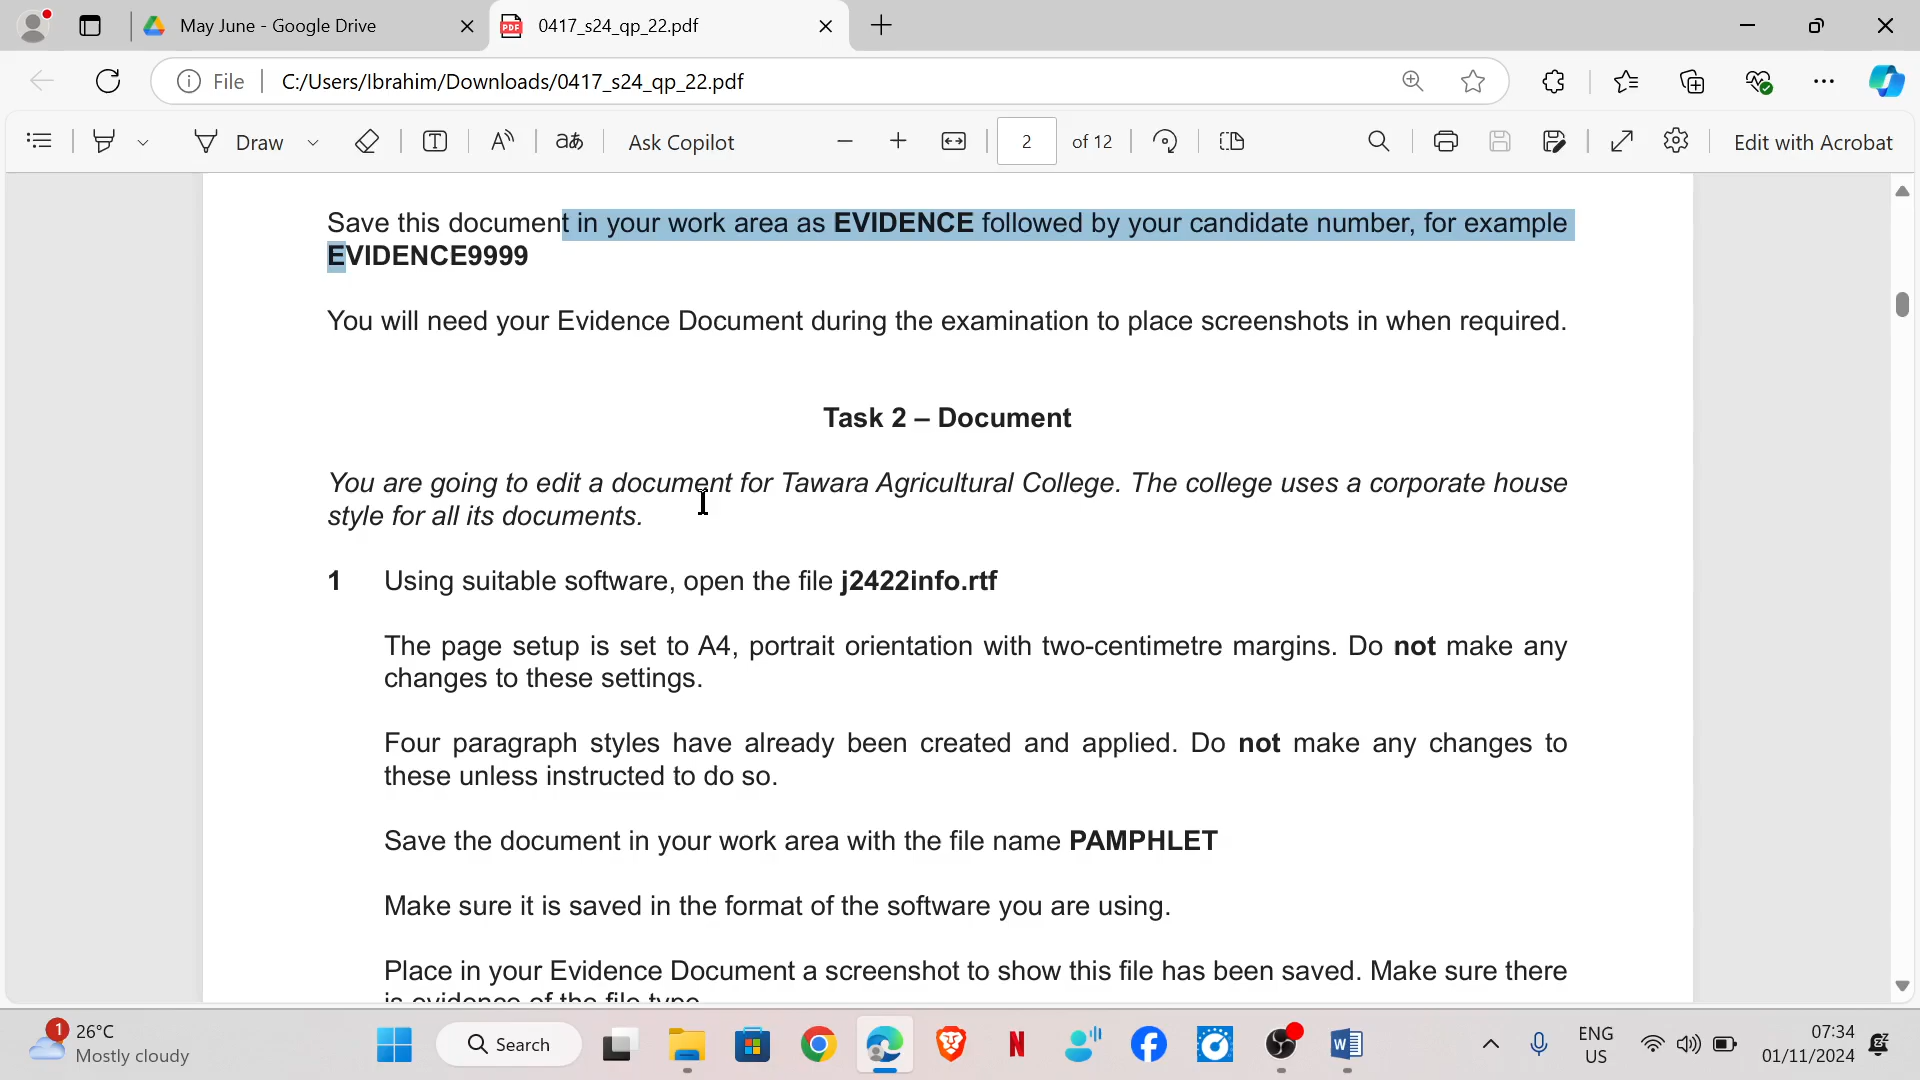 May June - Google Drive
0417_s24_qp_22.pdf
File
C:/Users/Ibrahim/Downloads/0417_s24_qp_22.pdf
Draw
Ask Copilot
2
of 12
Edit with Acrobat
Save this document in your work area as EVIDENCE followed by your candidate number, for example
EVIDENCE9999
You will need your Evidence Document during the examination to place screenshots in when required.
Task 2 – Document
You are going to edit a document for Tawara Agricultural College. The college uses a corporate house
style for all its documents.
1 Using suitable software, open the file j2422info.rtf
The page setup is set to A4, portrait orientation with two-centimetre margins. Do not make any
changes to these settings.
Four paragraph styles have already been created and applied. Do not make any changes to
these unless instructed to do so.
Save the document in your work area with the file name PAMPHLET
Make sure it is saved in the format of the software you are using.
Place in your Evidence Document a screenshot to show this file has been saved. Make sure there
is evidence of the file type.
1
26°C
Mostly cloudy
Search
ENG
US
07:34
01/11/2024